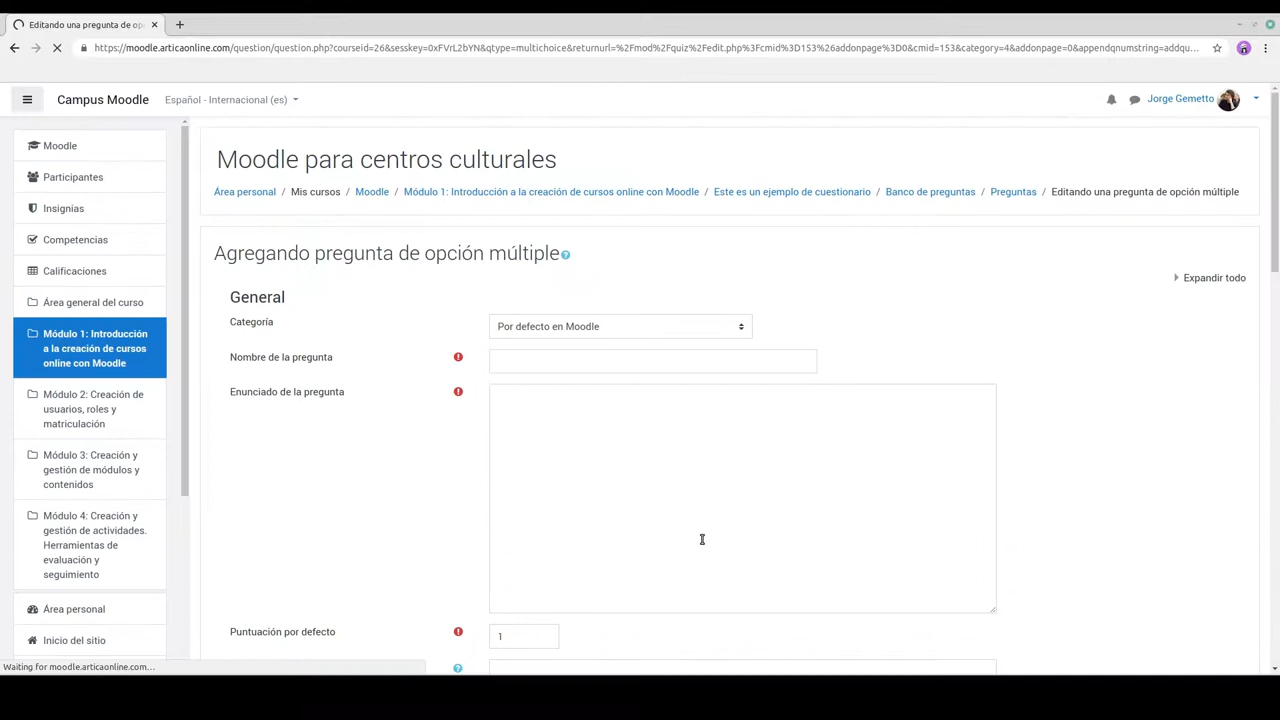 Editando una pregunta de op
https://moodle.articaonline.com/question/question.php?courseid=26&sesskey=0xFVrL2bYN&qtype=multichoice&returnurl=%2Fmod%2Fquiz%2Fedit.php%3Fcmid%3D153%26addonpage%3D0&cmid=153&category=4&addonpage=0&appendqnumstring=addqu...
Campus Moodle
Español - Internacional (es)
Jorge Gemetto
Moodle
Participantes
Insignias
Competencias
Calificaciones
Área general del curso
Módulo 1: Introducción
a la creación de cursos
online con Moodle
Módulo 2: Creación de
usuarios, roles y
matriculación
Módulo 3: Creación y
gestión de módulos y
contenidos
Módulo 4: Creación y
gestión de actividades.
Herramientas de
evaluación y
seguimiento
Área personal
Inicio del sitio
Waiting for moodle.articaonline.com...
Moodle para centros culturales
Área personal / Mis cursos / Moodle / Módulo 1: Introducción a la creación de cursos online con Moodle / Este es un ejemplo de cuestionario / Banco de preguntas / Preguntas / Editando una pregunta de opción múltiple
Agregando pregunta de opción múltiple
Expandir todo
General
Categoría
Por defecto en Moodle
Nombre de la pregunta
Enunciado de la pregunta
Puntuación por defecto
1